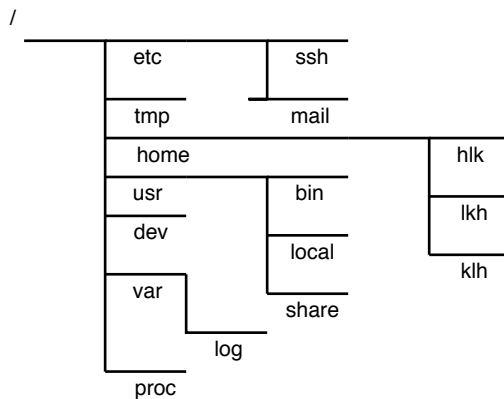 /
etc ssh
tmp mail
home hlk
usr bin lkh
dev local klh
var share
log
proc